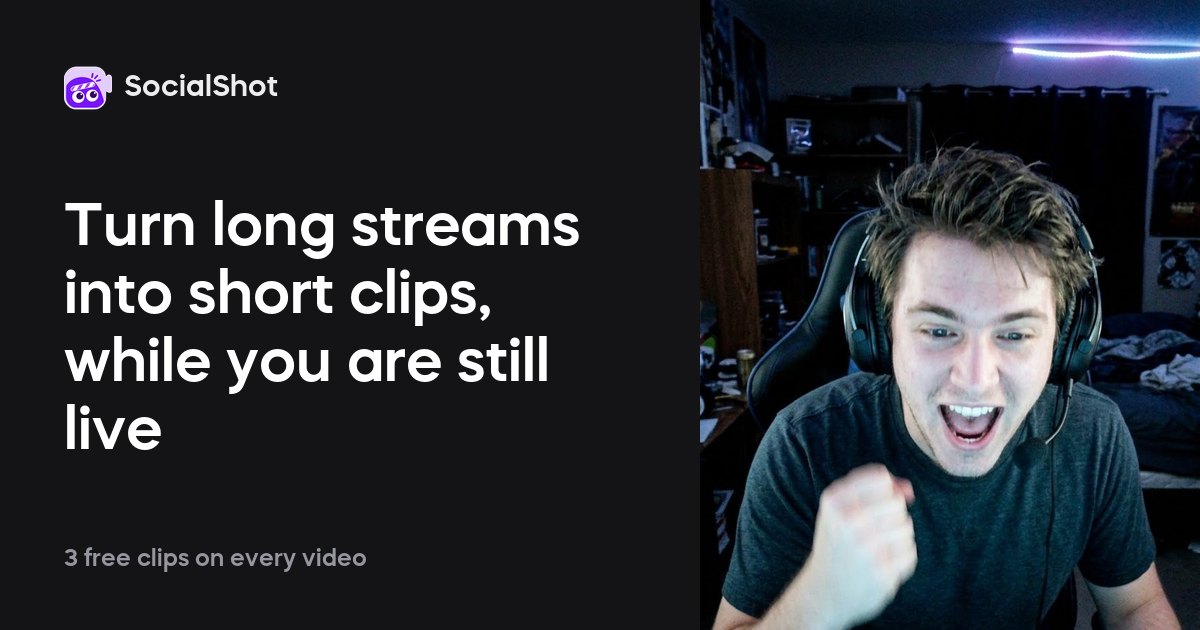 SocialShot
Turn long streams
into short clips,
while you are still
live
3 free clips on every video